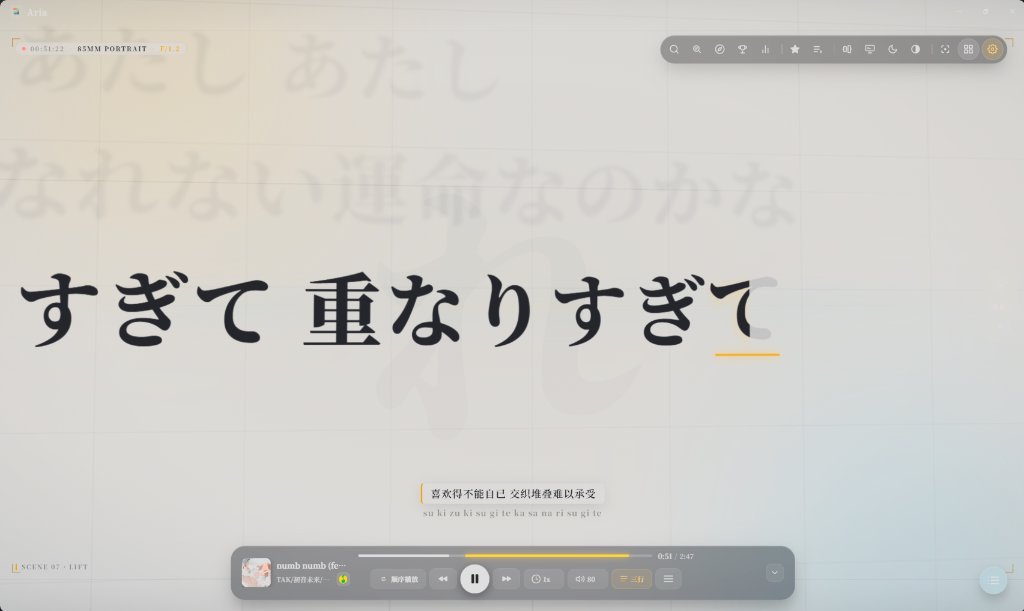 Aria
00:51:22 85MM PORTRAIT F/1.2
あたし あたし
なれない運命なのかな
すぎて 重なりすぎて
れ
喜欢得不能自已 交织堆叠难以承受
su ki zu ki su gi te ka sa na ri su gi te
SCENE 07 · LIFT
numb numb (fe…
0:51 / 2:47
TAK/初音未来/…
顺序播放
1x
80
三行